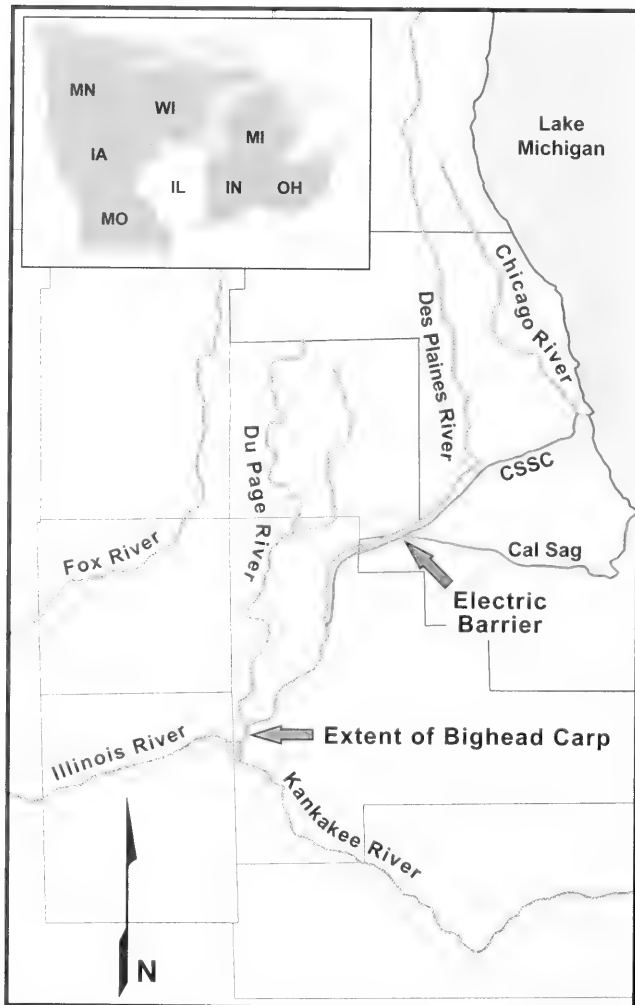 MN
WI
MI
IA
IL
IN
OH
MO
Lake
Michigan
Chicago River
Des Plaines River
CSSC
Du Page River
Cal Sag
Fox River
Electric
Barrier
Extent of Bighead Carp
Illinois River
Kankakee River
N